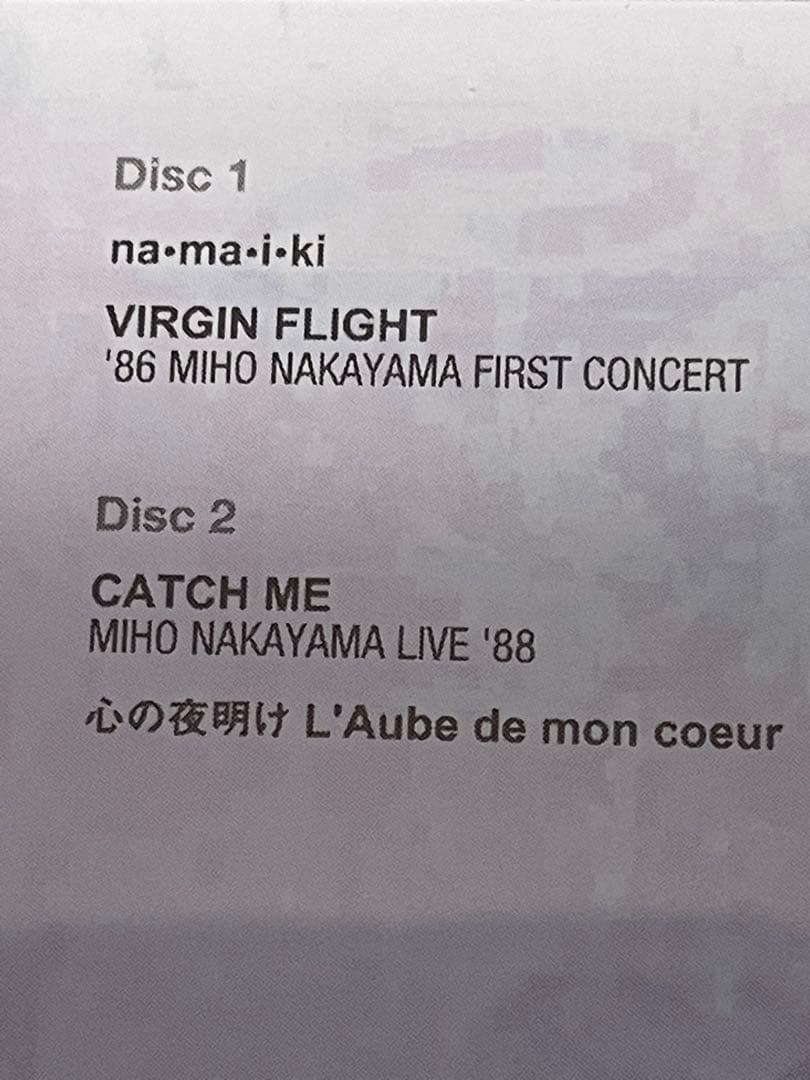 Disc 1
na•ma•i•ki
VIRGIN FLIGHT
'86 MIHO NAKAYAMA FIRST CONCERT
Disc 2
CATCH ME
MIHO NAKAYAMA LIVE '88
心の夜明け L'Aube de mon coeur